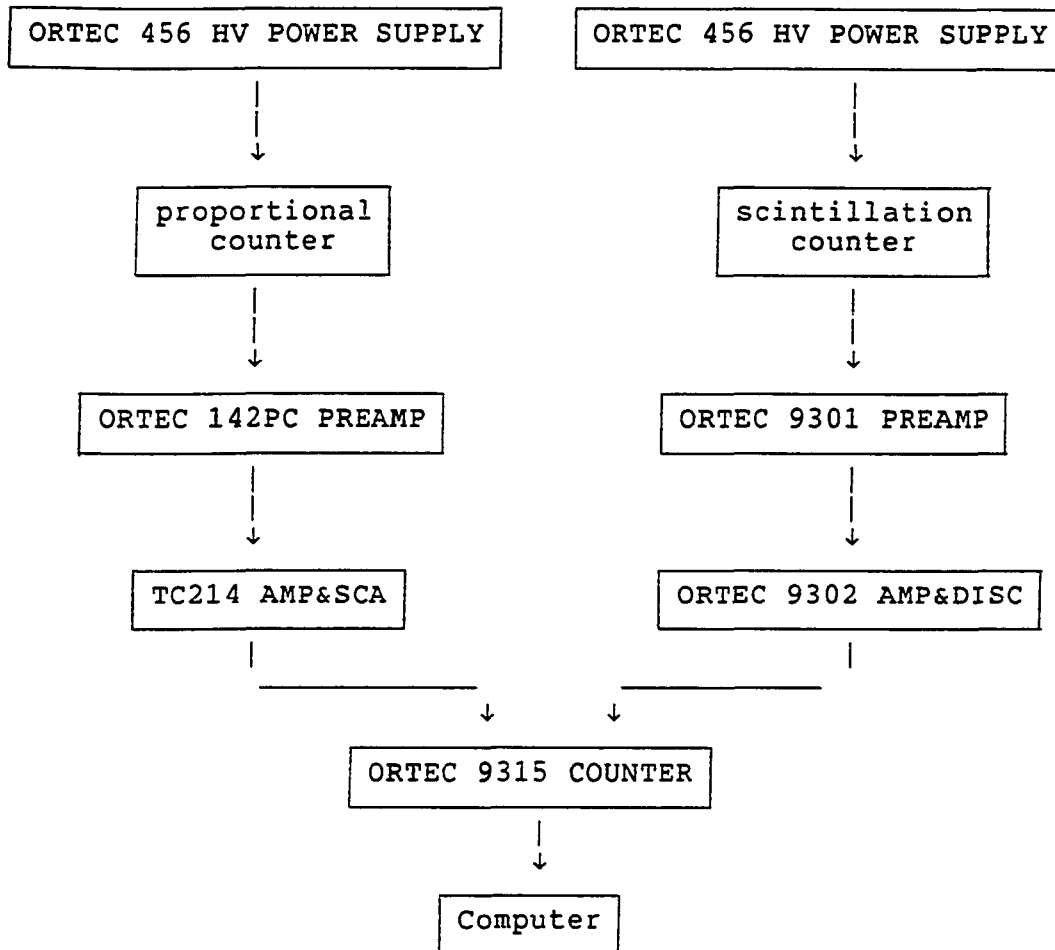 ORTEC 456 HV POWER SUPPLY
ORTEC 456 HV POWER SUPPLY
proportional
counter
scintillation
counter
ORTEC 142PC PREAMP
ORTEC 9301 PREAMP
TC214 AMP&SCA
ORTEC 9302 AMP&DISC
ORTEC 9315 COUNTER
Computer